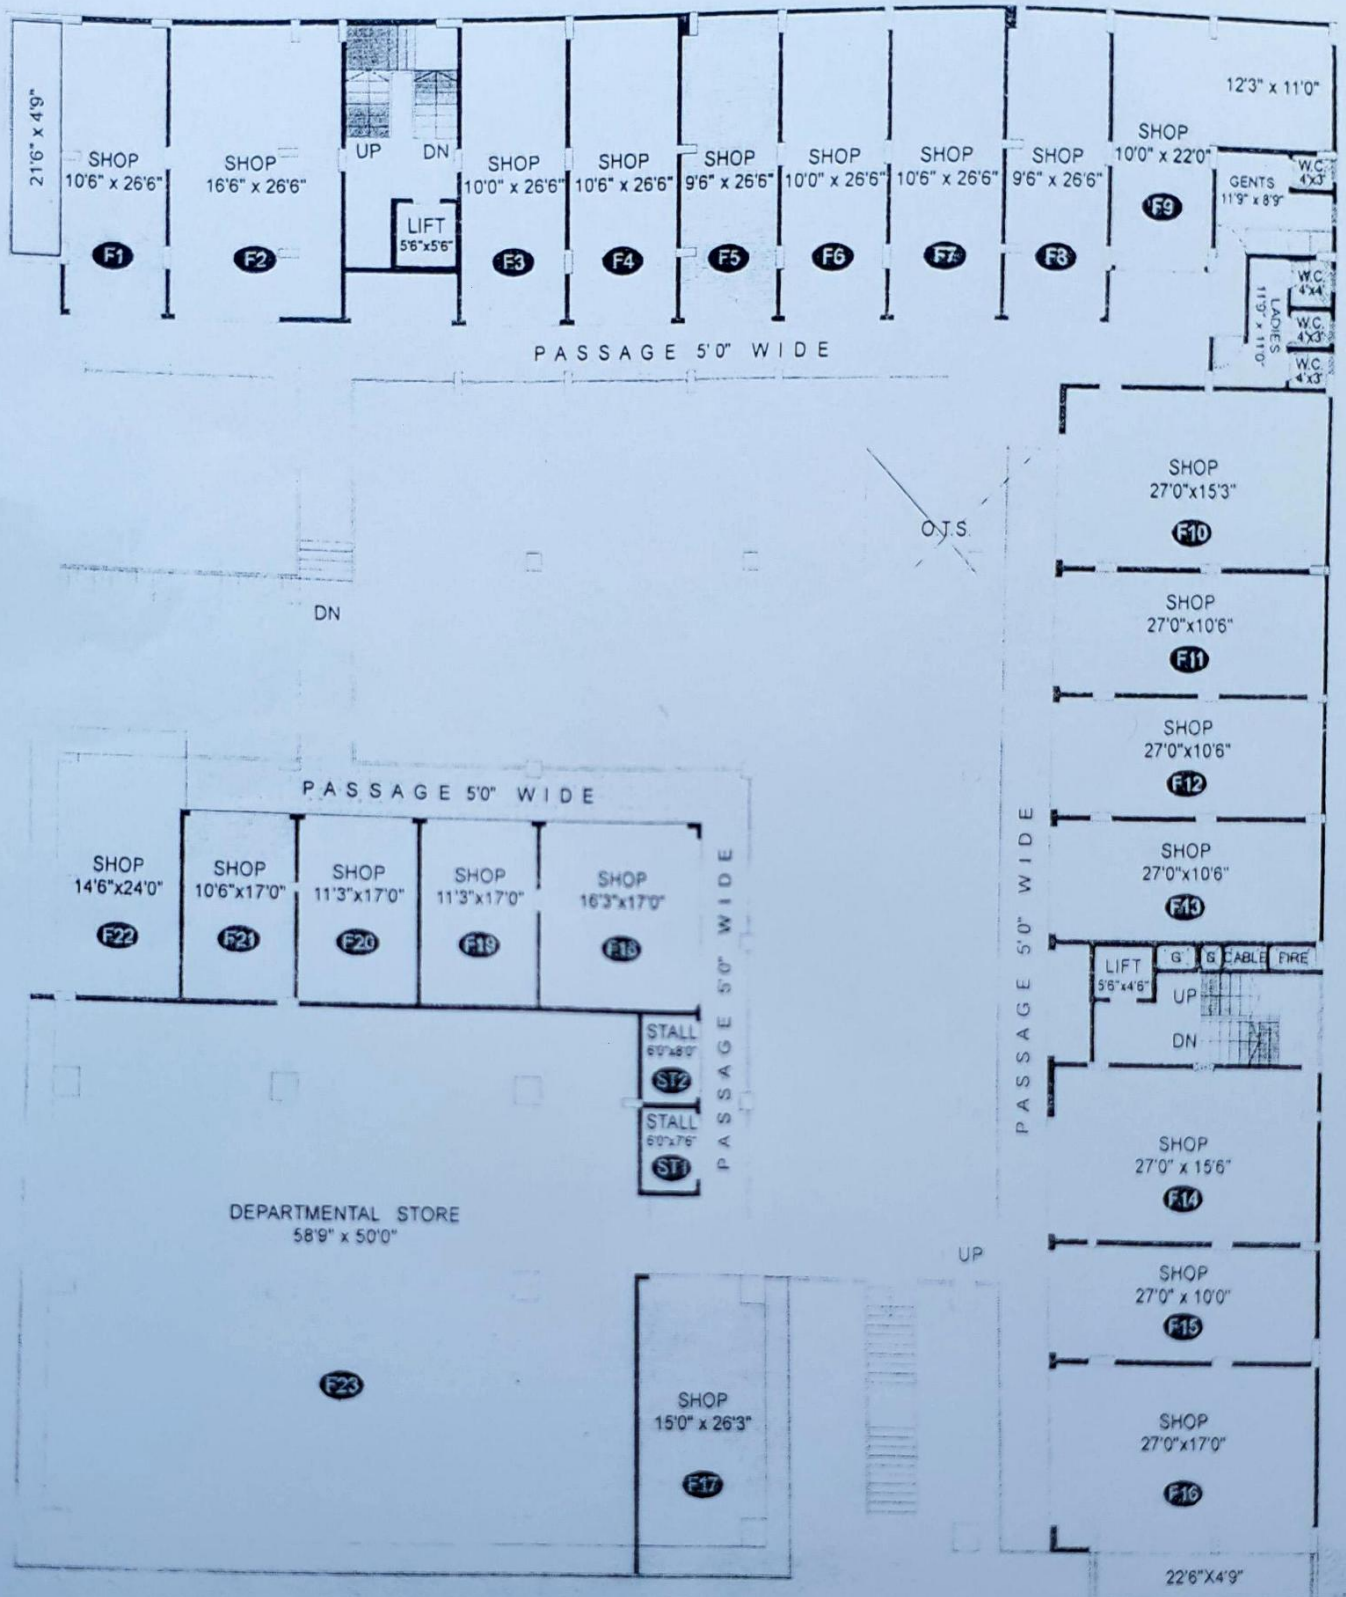 21'6" x 4'9"
SHOP
10'6" x 26'6"
F1
SHOP
16'6" x 26'6"
F2
UP
DN
LIFT
5'6"x5'6"
SHOP
10'0" x 26'6"
F3
SHOP
10'6" x 26'6"
F4
SHOP
9'6" x 26'6"
F5
SHOP
10'0" x 26'6"
F6
SHOP
10'6" x 26'6"
F7
SHOP
9'6" x 26'6"
F8
12'3" x 11'0"
SHOP
10'0" x 22'0"
F9
GENTS
11'9" x 8'9"
W.C.
4'x3'
W.C.
4'x4'
LADIES
11'9" x 11'0"
W.C.
4'x3'
W.C.
4'x3'
PASSAGE 5'0" WIDE
SHOP
27'0"x15'3"
F10
O.T.S.
SHOP
27'0"x10'6"
F11
DN
SHOP
27'0"x10'6"
F12
PASSAGE 5'0" WIDE
SHOP
27'0"x10'6"
F13
PASSAGE 5'0" WIDE
SHOP
14'6"x24'0"
F22
SHOP
10'6"x17'0"
F21
SHOP
11'3"x17'0"
F20
SHOP
11'3"x17'0"
F19
SHOP
16'3"x17'0"
F18
PASSAGE 5'0" WIDE
LIFT
5'6"x4'6"
G
S
CABLE
FIRE
UP
DN
STALL
6'0"x8'0"
ST2
STALL
6'0"x7'6"
ST1
SHOP
27'0" x 15'6"
F14
DEPARTMENTAL STORE
58'9" x 50'0"
F23
UP
SHOP
27'0" x 10'0"
F15
SHOP
15'0" x 26'3"
F17
SHOP
27'0"x17'0"
F16
22'6"X4'9"